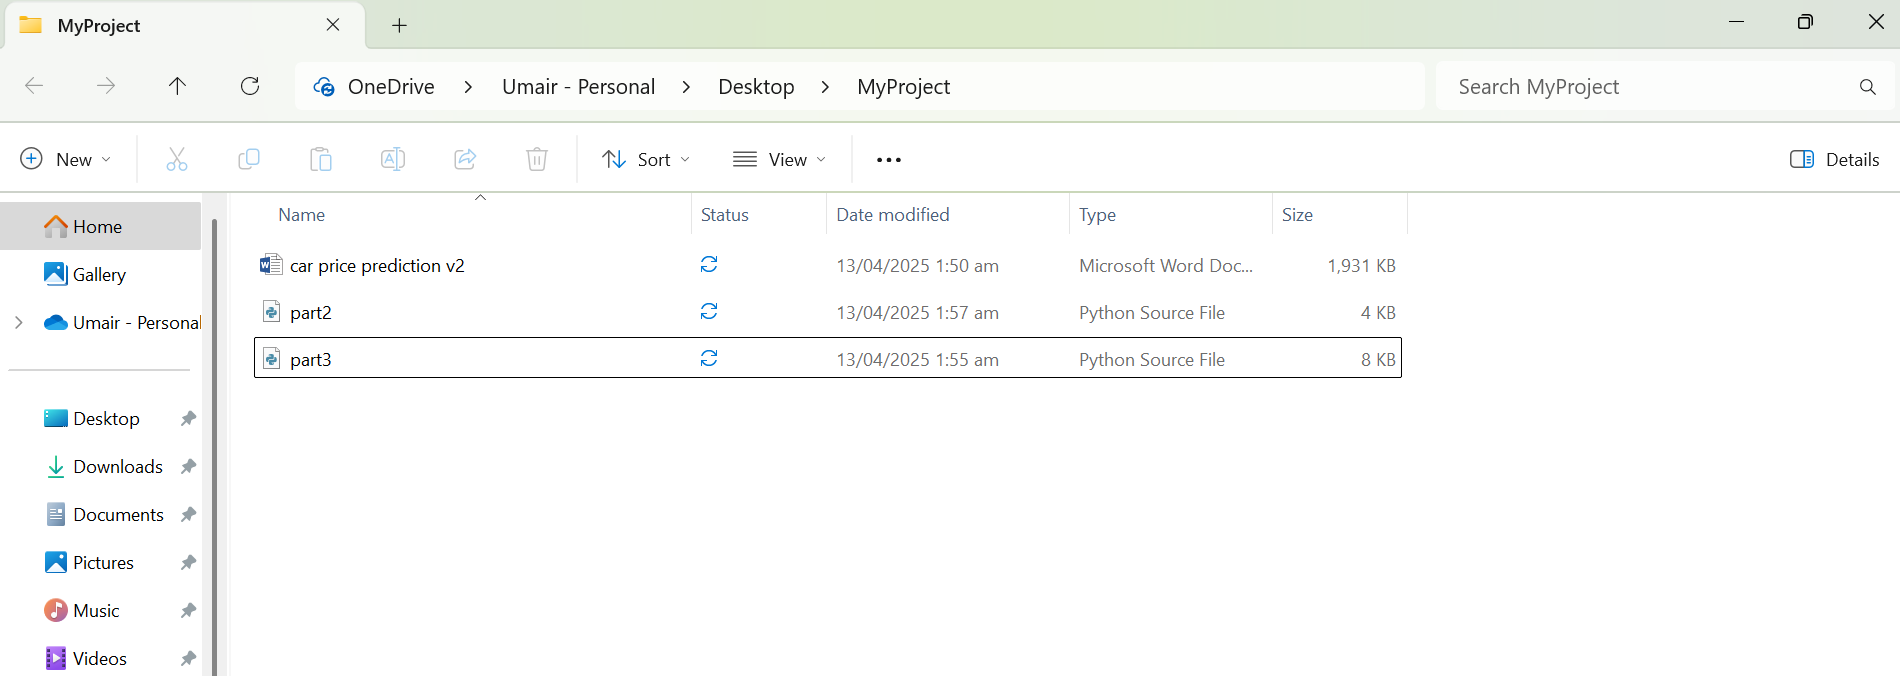 MyProject
OneDrive > Umair - Personal > Desktop > MyProject
Search MyProject
New
Sort
View
Details
Home
Gallery
Umair - Personal
Desktop
Downloads
Documents
Pictures
Music
Videos
Name Status Date modified Type Size
car price prediction v2 13/04/2025 1:50 am Microsoft Word Doc... 1,931 KB
part2 13/04/2025 1:57 am Python Source File 4 KB
part3 13/04/2025 1:55 am Python Source File 8 KB